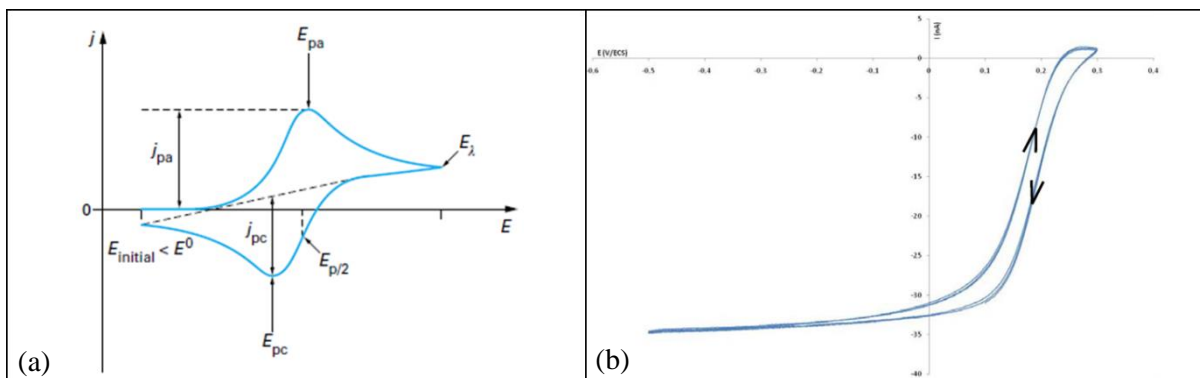 j
E_pa
j_pa
E_λ
0
E
E_initial < E^0
j_pc
E_p/2
E_pc
(a)
5
I (nA)
E (V/ECS)
0
-0.6
-0.5
-0.4
-0.3
-0.2
-0.1
0
0.1
0.2
0.3
0.4
-5
-10
-15
-20
-25
-30
-35
-40
(b)